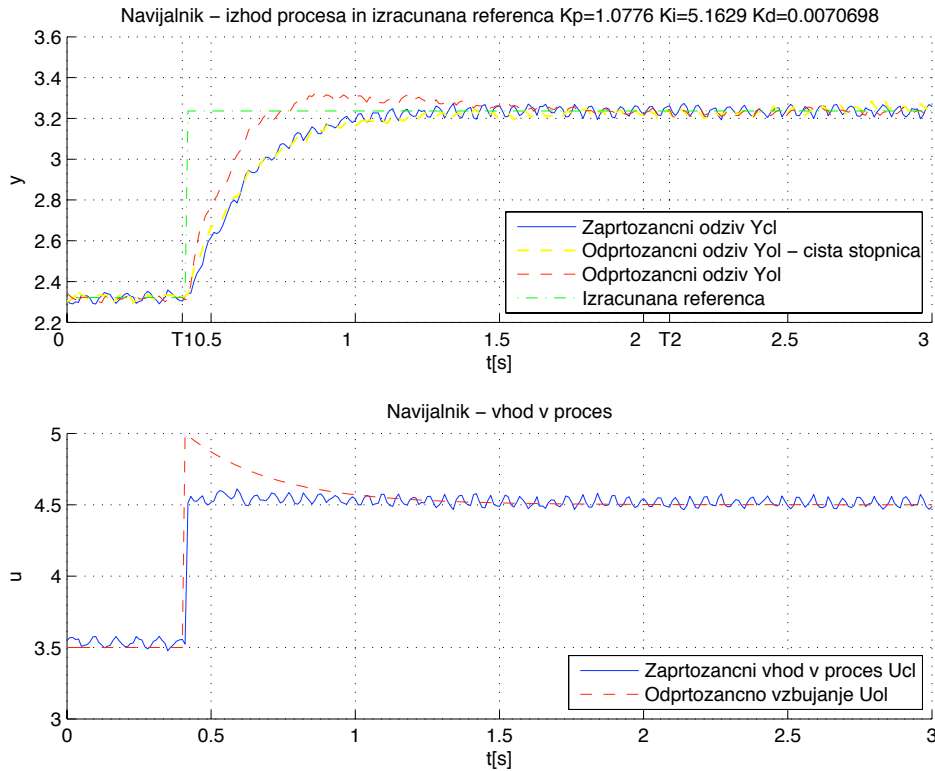 Navijalnik – izhod procesa in izracunana referenca Kp=1.0776 Ki=5.1629 Kd=0.0070698
3.6
3.4
3.2
3
2.8
2.6
2.4
2.2
y
Zaprtozancni odziv Ycl
Odprtozancni odziv Yol – cista stopnica
Odprtozancni odziv Yol
Izracunana referenca
0 T1 0.5 1 1.5 2 T2 2.5 3
t[s]
Navijalnik – vhod v proces
5
4.5
4
3.5
3
u
Zaprtozancni vhod v proces Ucl
Odprtozancno vzbujanje Uol
0 0.5 1 1.5 2 2.5 3
t[s]